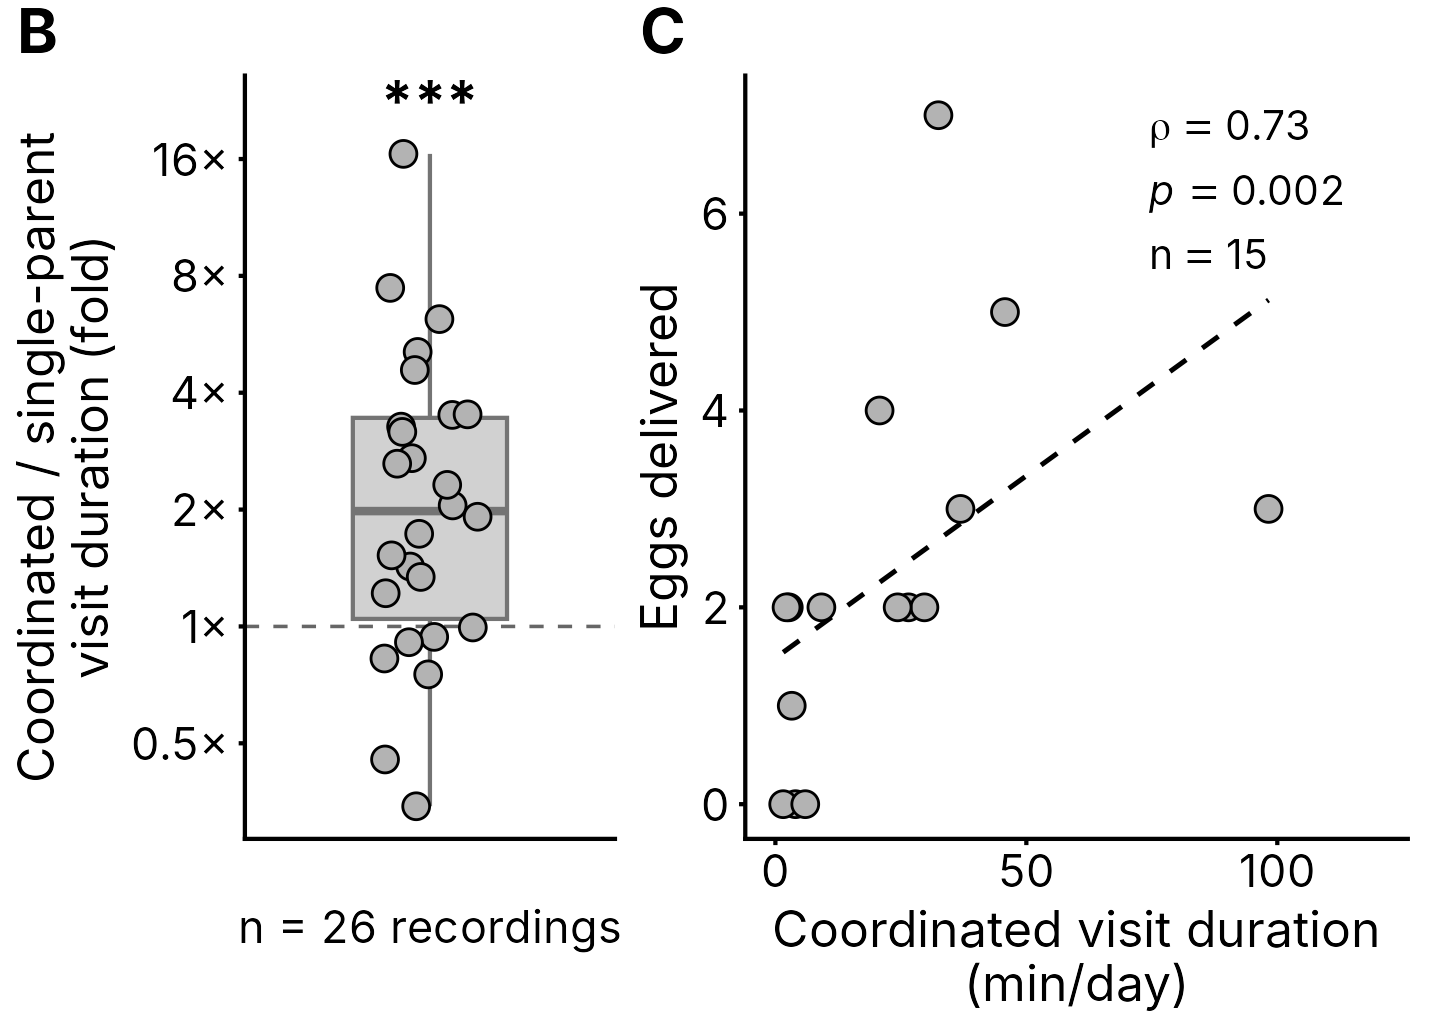 B
***
Coordinated / single-parent
visit duration (fold)
16×
8×
4×
2×
1×
0.5×
n = 26 recordings
C
ρ = 0.73
p = 0.002
n = 15
Eggs delivered
6
4
2
0
0 50 100
Coordinated visit duration
(min/day)